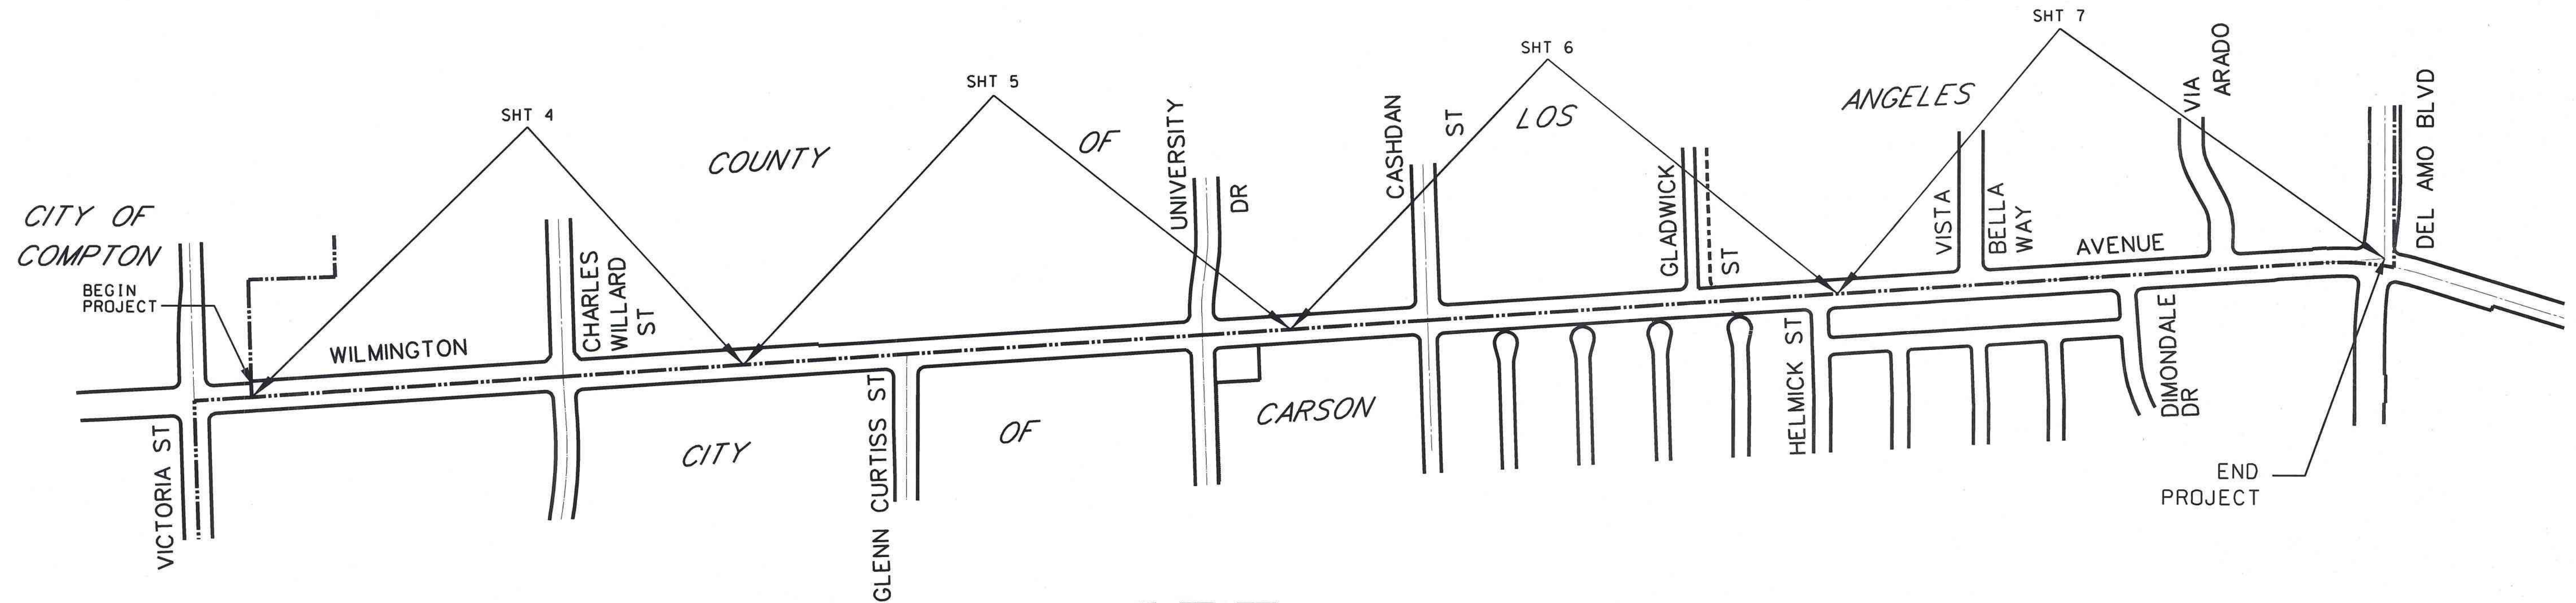 SHT 4
SHT 5
SHT 6
SHT 7
CITY OF
COMPTON
COUNTY
OF
LOS
ANGELES
BEGIN
PROJECT
WILMINGTON
AVENUE
VICTORIA ST
CHARLES
WILLARD
ST
GLENN CURTISS ST
UNIVERSITY
DR
CASHDAN
ST
GLADWICK
ST
HELMICK ST
VISTA
BELLA
WAY
VIA
ARADO
DIMONDALE
DR
DEL AMO BLVD
CITY
OF
CARSON
END
PROJECT